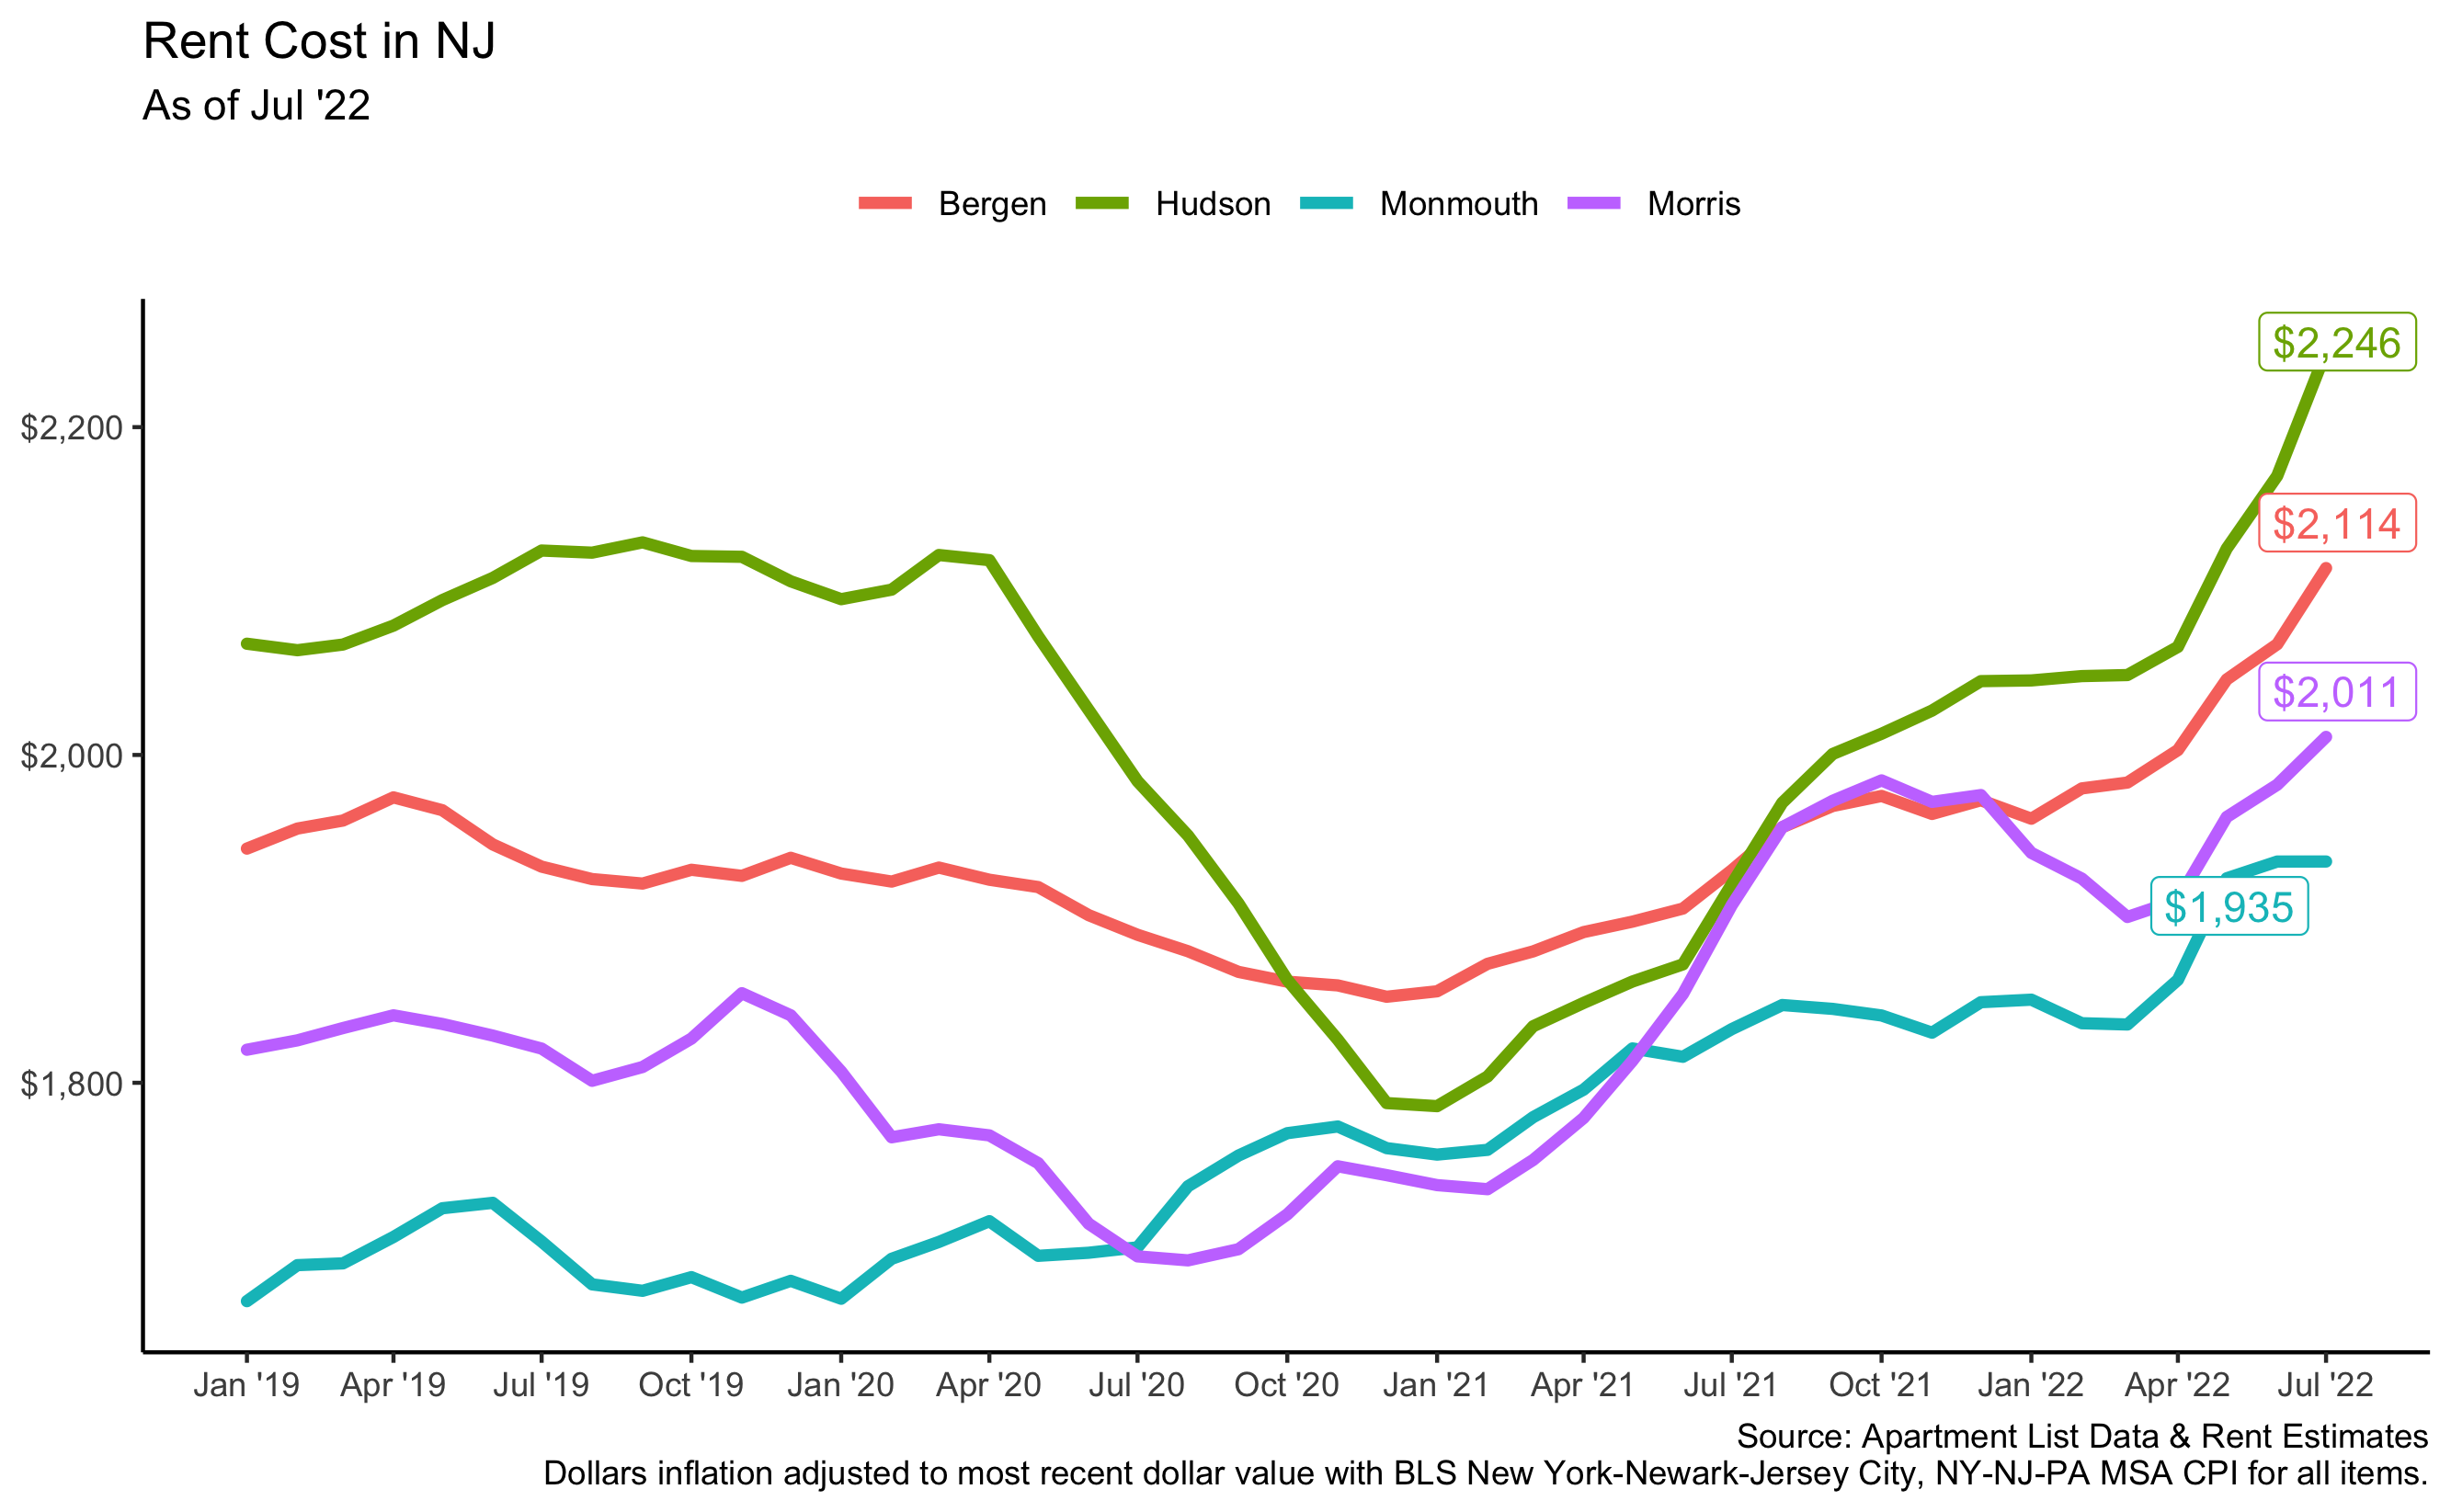 Rent Cost in NJ
As of Jul '22
Bergen Hudson Monmouth Morris
$2,246
$2,200
$2,114
$2,011
$2,000
$1,935
$1,800
Jan '19 Apr '19 Jul '19 Oct '19 Jan '20 Apr '20 Jul '20 Oct '20 Jan '21 Apr '21 Jul '21 Oct '21 Jan '22 Apr '22 Jul '22
Source: Apartment List Data & Rent Estimates
Dollars inflation adjusted to most recent dollar value with BLS New York-Newark-Jersey City, NY-NJ-PA MSA CPI for all items.